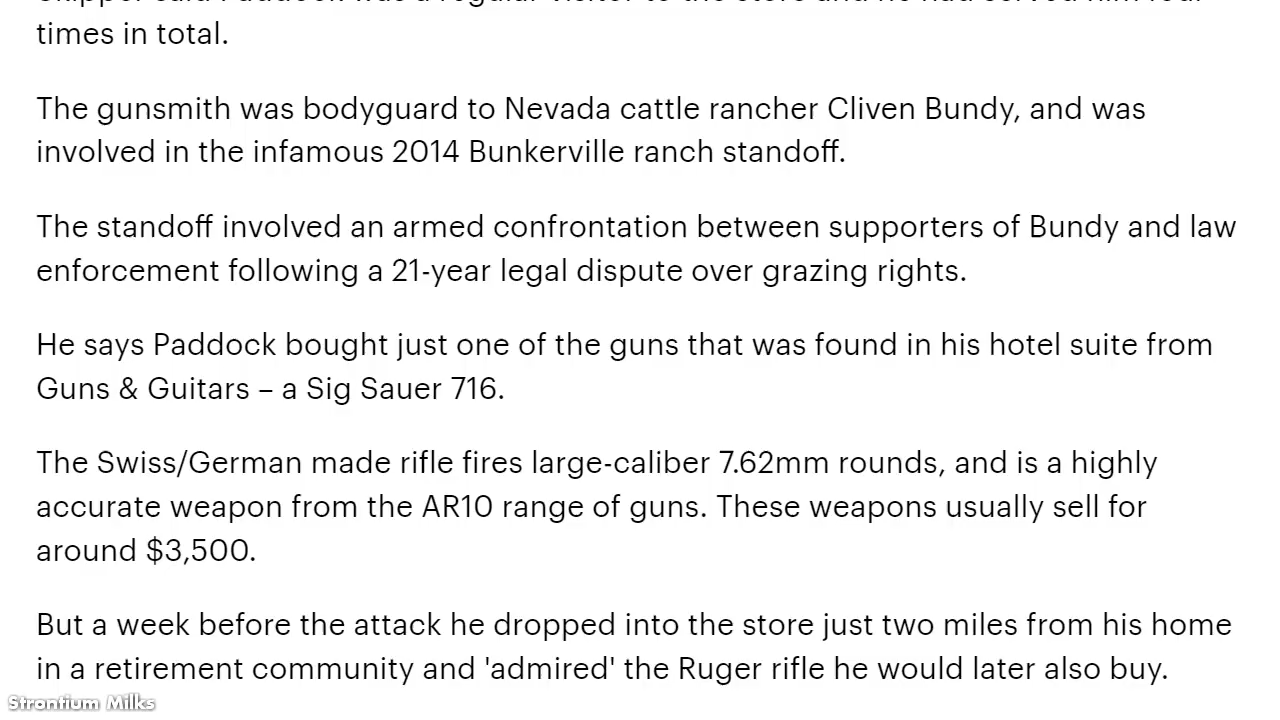 times in total.
The gunsmith was bodyguard to Nevada cattle rancher Cliven Bundy, and was
involved in the infamous 2014 Bunkerville ranch standoff.
The standoff involved an armed confrontation between supporters of Bundy and law
enforcement following a 21-year legal dispute over grazing rights.
He says Paddock bought just one of the guns that was found in his hotel suite from
Guns & Guitars – a Sig Sauer 716.
The Swiss/German made rifle fires large-caliber 7.62mm rounds, and is a highly
accurate weapon from the AR10 range of guns. These weapons usually sell for
around $3,500.
But a week before the attack he dropped into the store just two miles from his home
in a retirement community and 'admired' the Ruger rifle he would later also buy.
Strontium Milks